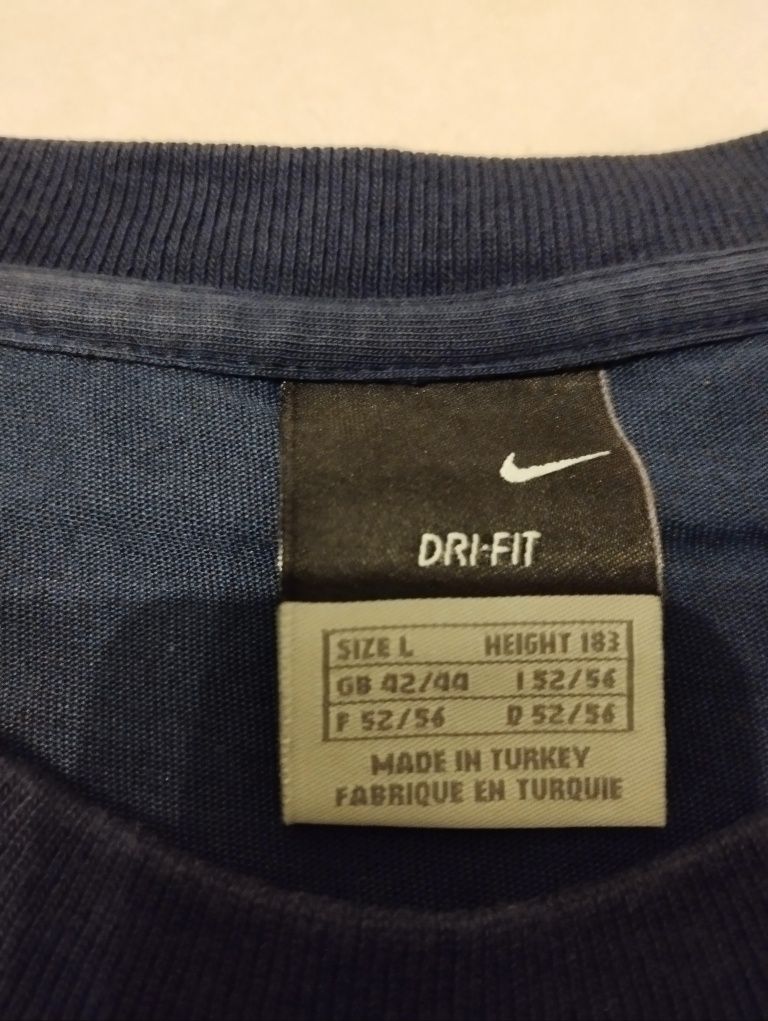 DRI-FIT
SIZE L HEIGHT 183
GB 42/44 I 52/56
F 52/56 D 52/56
MADE IN TURKEY
FABRIQUE EN TURQUIE